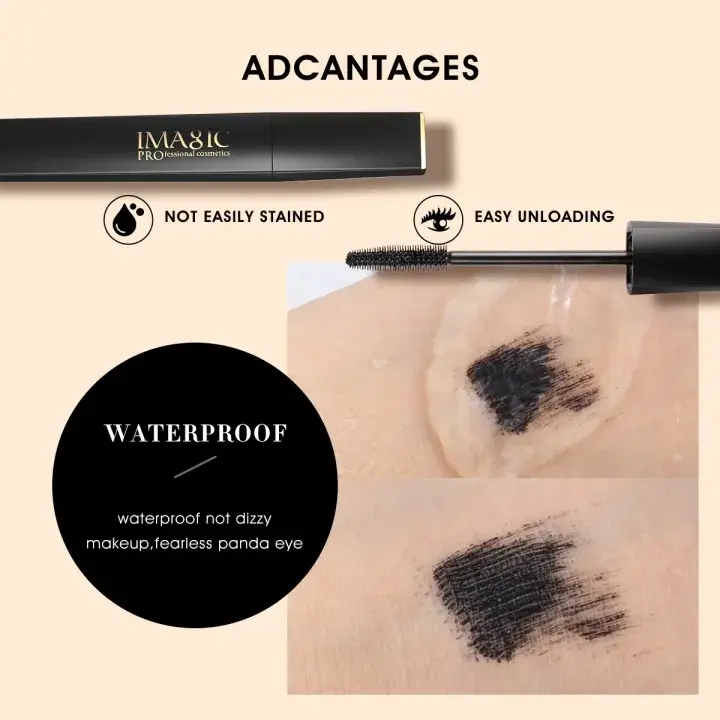 ADCANTAGES
IMAGIC
PROfessional cosmetics
NOT EASILY STAINED
EASY UNLOADING
WATERPROOF
waterproof not dizzy
makeup,fearless panda eye